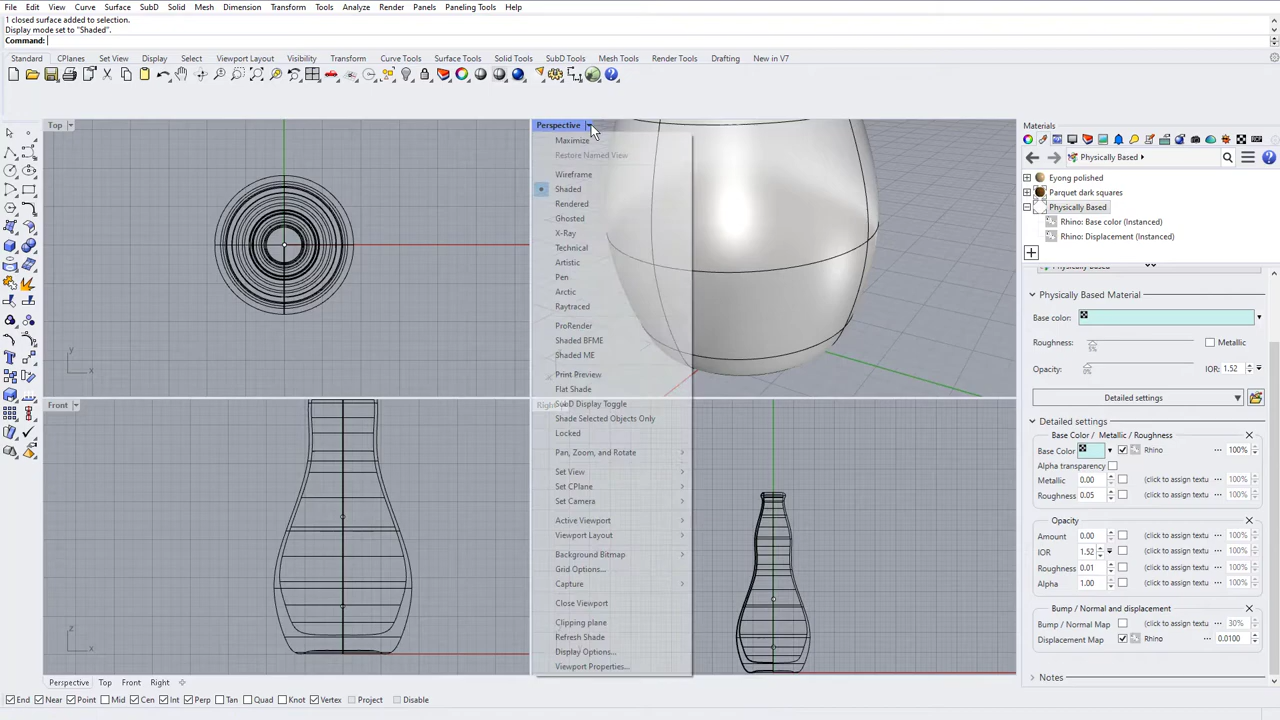 File Edit View Curve Surface SubD Solid Mesh Dimension Transform Tools Analyze Render Panels Paneling Tools Help
1 closed surface added to selection.
Display mode set to "Shaded".
Command:
Standard CPlanes Set View Display Select Viewport Layout Visibility Transform Curve Tools Surface Tools Solid Tools SubD Tools Mesh Tools Render Tools Drafting New in V7
Top
y
x
Perspective
Maximize
Restore Named View
Wireframe
Shaded
Rendered
Ghosted
X-Ray
Technical
Artistic
Pen
Arctic
Raytraced
ProRender
Shaded BFME
Shaded ME
Print Preview
Flat Shade
SubD Display Toggle
Shade Selected Objects Only
Locked
Pan, Zoom, and Rotate
Set View
Set CPlane
Set Camera
Active Viewport
Viewport Layout
Background Bitmap
Grid Options...
Capture
Close Viewport
Clipping plane
Refresh Shade
Display Options...
Viewport Properties...
Front
z
x
Materials
Physically Based
Eyong polished
Parquet dark squares
Physically Based
Rhino: Base color (Instanced)
Rhino: Displacement (Instanced)
Physically Based Material
Base color:
Roughness: Metallic
Opacity: IOR: 1.52
Detailed settings
Detailed settings
Base Color / Metallic / Roughness
Base Color Rhino ... 100%
Alpha transparency
Metallic 0.00 (click to assign textu 100%
Roughness 0.05 (click to assign textu 100%
Opacity
Amount 0.00 (click to assign textu 100%
IOR 1.52 (click to assign textu 100%
Roughness 0.01 (click to assign textu 100%
Alpha 1.00 (click to assign textu 100%
Bump / Normal and displacement
Bump / Normal Map (click to assign textu 30%
Displacement Map Rhino ... 0.0100
Notes
Perspective Top Front Right
End Near Point Mid Cen Int Perp Tan Quad Knot Vertex Project Disable